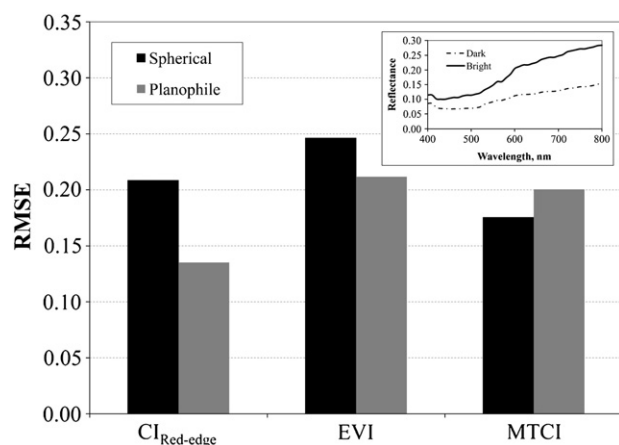 0.35
0.30
0.25
0.20
0.15
0.10
0.05
0.00
RMSE
Spherical
Planophile
0.30
0.25
0.20
0.15
0.10
0.05
0.00
Reflectance
Dark
Bright
400 500 600 700 800
Wavelength, nm
CIRed-edge EVI MTCI